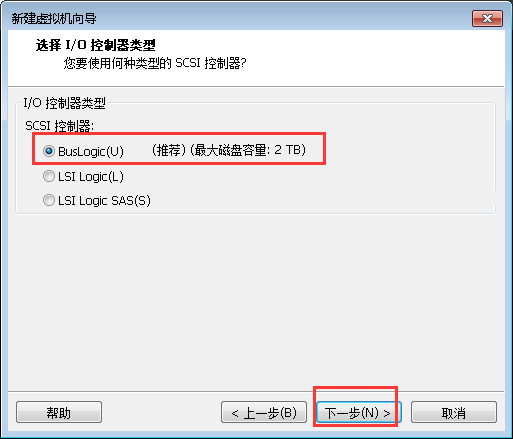 新建虚拟机向导
选择 I/O 控制器类型
您要使用何种类型的 SCSI 控制器?
I/O 控制器类型
SCSI 控制器:
BusLogic(U) (推荐) (最大磁盘容量: 2 TB)
LSI Logic(L)
LSI Logic SAS(S)
帮助 < 上一步(B) 下一步(N) > 取消